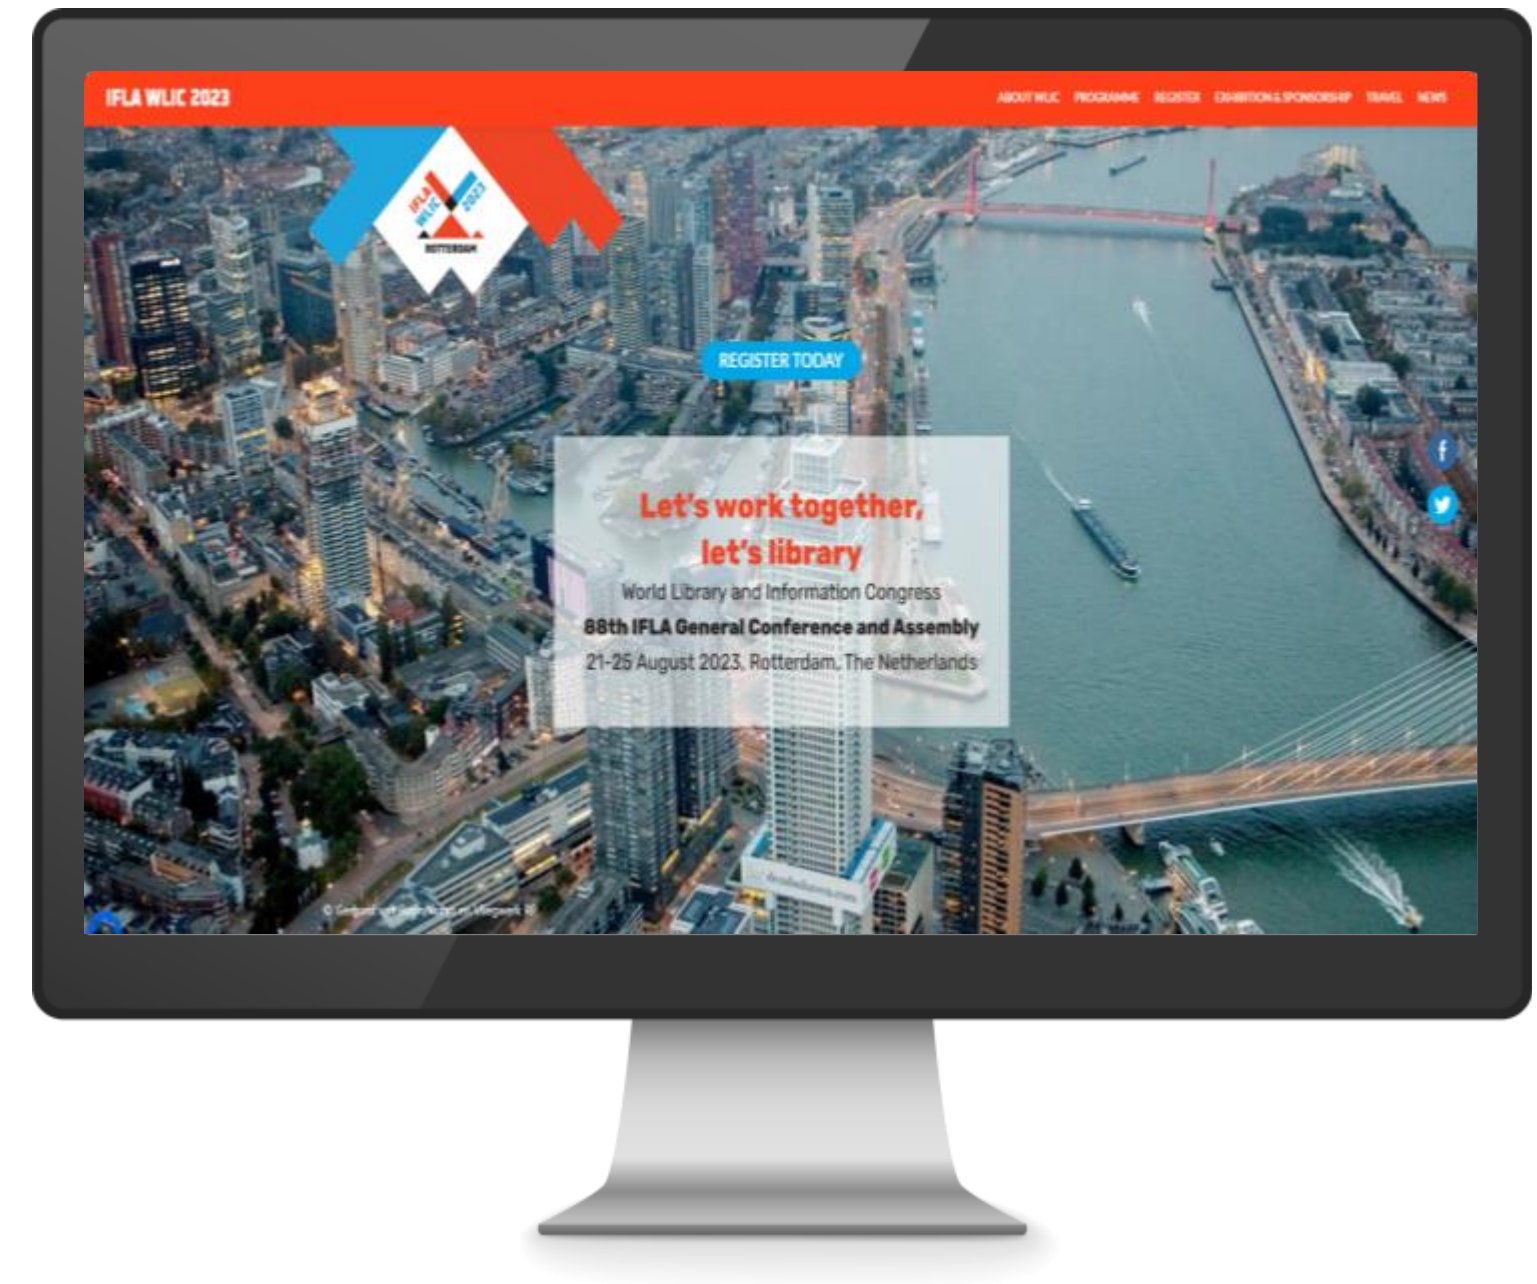 IFLA WLIC 2023
ABOUT WLIC PROGRAMME REGISTER EXHIBITION & SPONSORSHIP TRAVEL NEWS
IFLA
WLIC
2023
ROTTERDAM
REGISTER TODAY
Let's work together,
let's library
World Library and Information Congress
88th IFLA General Conference and Assembly
21-25 August 2023, Rotterdam, The Netherlands